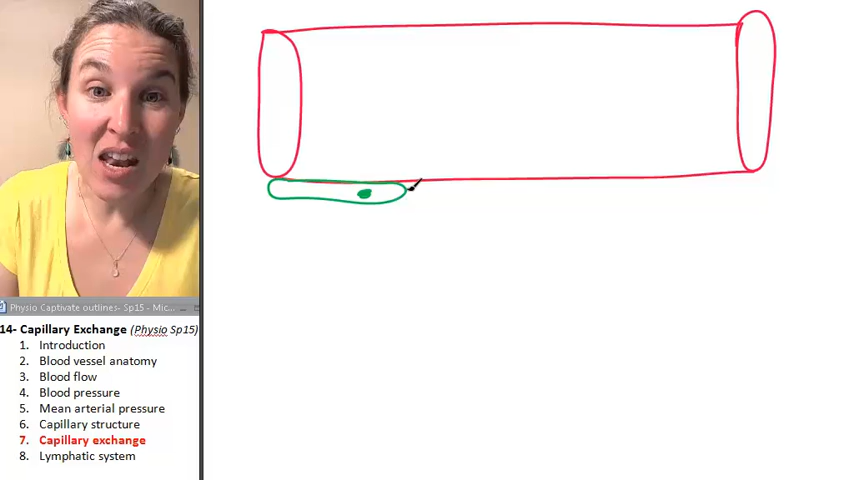 Physio Captivate outlines- Sp15 - Mic...
14- Capillary Exchange (Physio Sp15)
1. Introduction
2. Blood vessel anatomy
3. Blood flow
4. Blood pressure
5. Mean arterial pressure
6. Capillary structure
7. Capillary exchange
8. Lymphatic system